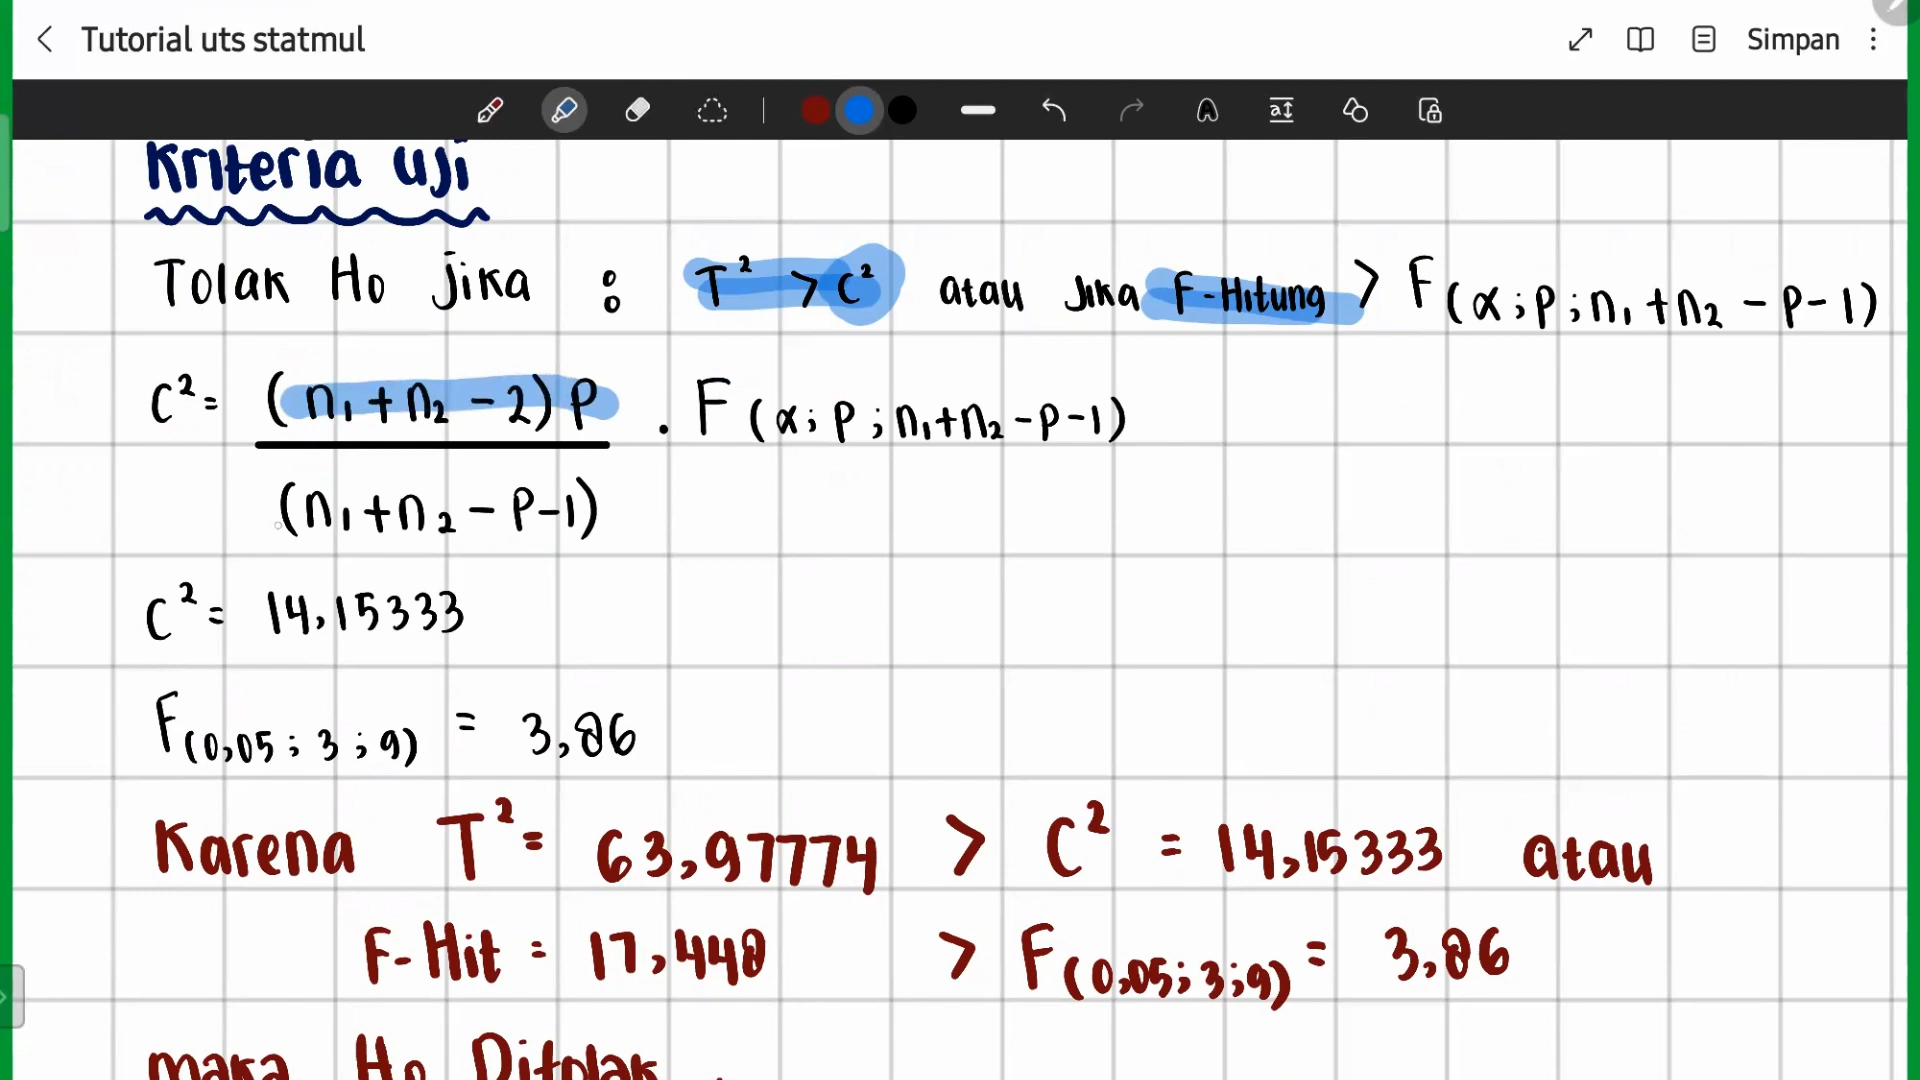 Tutorial uts statmul
Simpan
Kriteria uji
Tolak Ho jika : T² > C² atau Jika F-Hitung > F(α; p; n₁+n₂-p-1)
C² = (n₁+n₂-2)p / (n₁+n₂-p-1) . F(α; p; n₁+n₂-p-1)
C² = 14,15333
F(0,05; 3; 9) = 3,86
Karena T² = 63,97774 > C² = 14,15333 atau
F-Hit = 17,448 > F(0,05; 3; 9) = 3,86
maka Ho Ditolak.